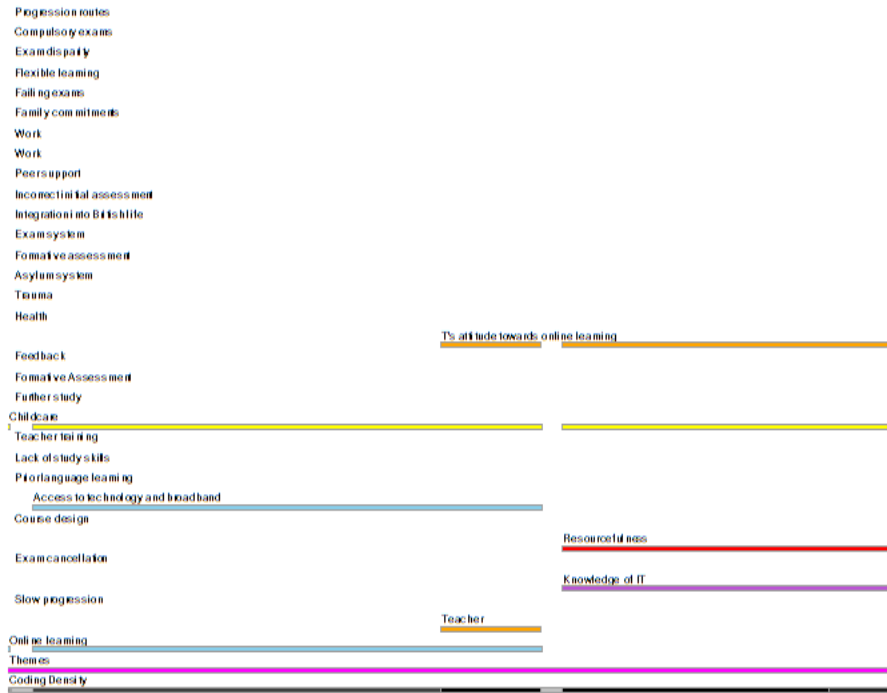 Progression routes
Compulsory exams
Exam disparity
Flexible learning
Failing exams
Family commitments
Work
Work
Peer support
Incorrect initial assessment
Integration into British life
Exam system
Formative assessment
Asylum system
Trauma
Health
T's attitude towards online learning
Feedback
Formative Assessment
Further study
Childcare
Teacher training
Lack of study skills
Prior language learning
Access to technology and broadband
Course design
Resourcefulness
Exam cancellation
Knowledge of IT
Slow progression
Teacher
Online learning
Themes
Coding Density